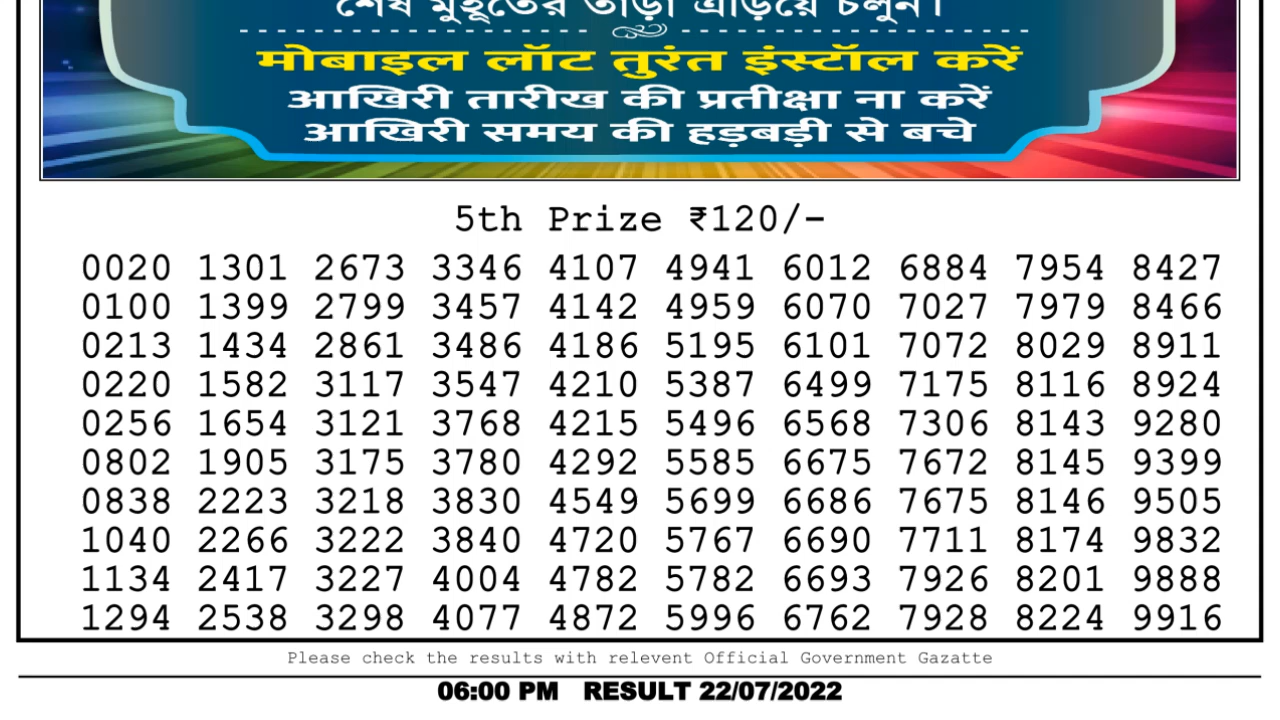 শেষ মুহূর্তের তাড়া এড়িয়ে চলুন।
मोबाइल लॉट तुरंत इंस्टॉल करें
आखिरी तारीख की प्रतीक्षा ना करें
आखिरी समय की हड़बड़ी से बचे
5th Prize ₹120/-
0020 1301 2673 3346 4107 4941 6012 6884 7954 8427
0100 1399 2799 3457 4142 4959 6070 7027 7979 8466
0213 1434 2861 3486 4186 5195 6101 7072 8029 8911
0220 1582 3117 3547 4210 5387 6499 7175 8116 8924
0256 1654 3121 3768 4215 5496 6568 7306 8143 9280
0802 1905 3175 3780 4292 5585 6675 7672 8145 9399
0838 2223 3218 3830 4549 5699 6686 7675 8146 9505
1040 2266 3222 3840 4720 5767 6690 7711 8174 9832
1134 2417 3227 4004 4782 5782 6693 7926 8201 9888
1294 2538 3298 4077 4872 5996 6762 7928 8224 9916
Please check the results with relevent Official Government Gazatte
06:00 PM RESULT 22/07/2022